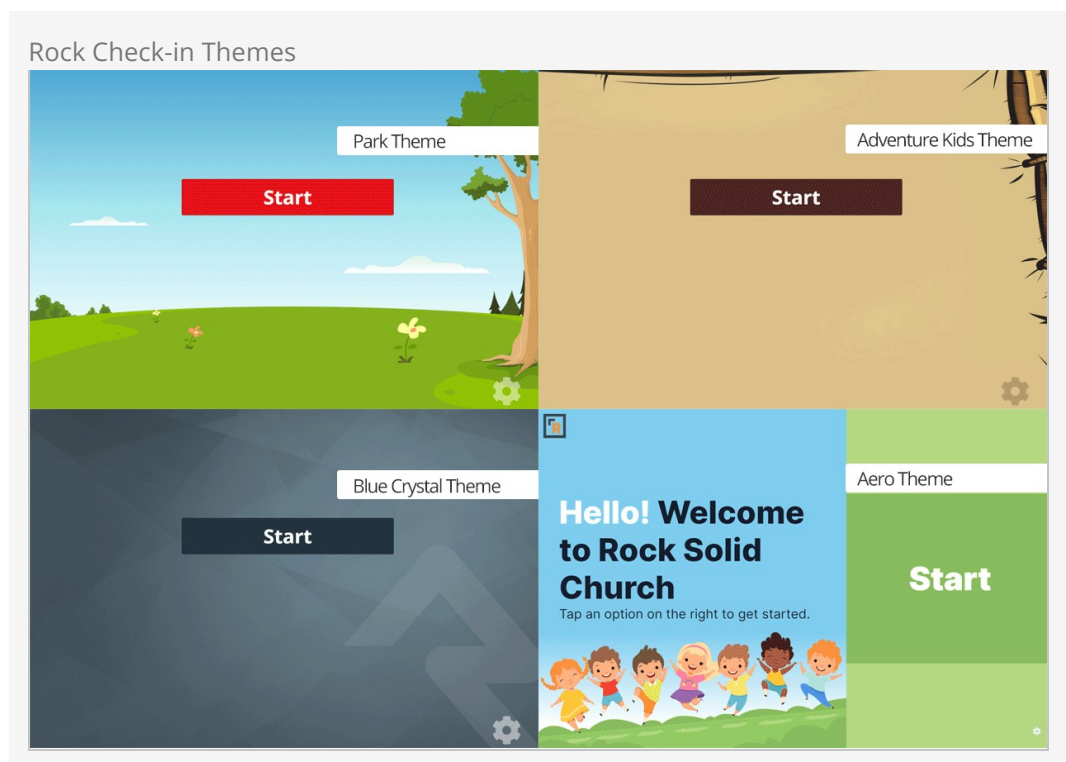 Rock Check-in Themes
Park Theme
Start
Adventure Kids Theme
Start
Blue Crystal Theme
Start
R
Hello! Welcome
to Rock Solid
Church
Tap an option on the right to get started.
Aero Theme
Start